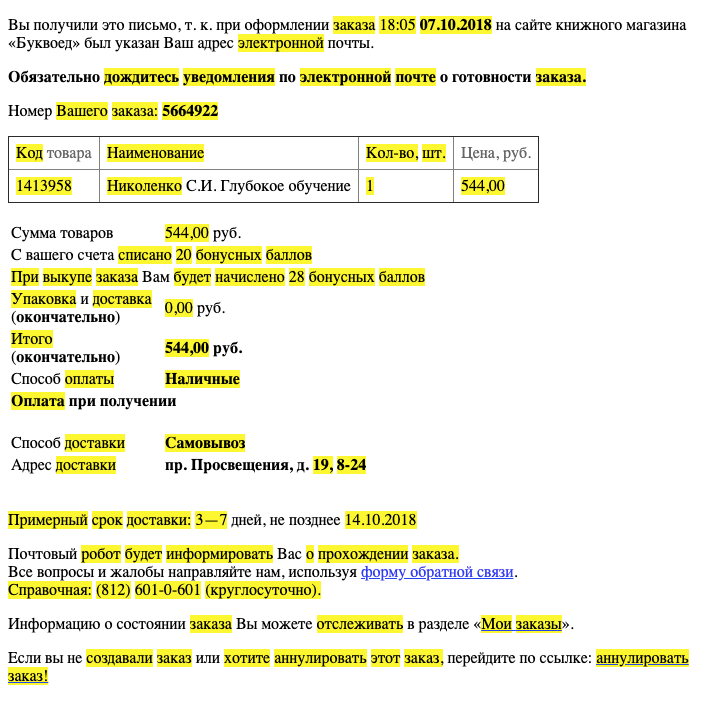 Вы получили это письмо, т. к. при оформлении заказа 18:05 07.10.2018 на сайте книжного магазина
«Буквоед» был указан Ваш адрес электронной почты.
Обязательно дождитесь уведомления по электронной почте о готовности заказа.
Номер Вашего заказа: 5664922
Код товара Наименование Кол-во, шт. Цена, руб.
1413958 Николенко С.И. Глубокое обучение 1 544,00
Сумма товаров 544,00 руб.
С вашего счета списано 20 бонусных баллов
При выкупе заказа Вам будет начислено 28 бонусных баллов
Упаковка и доставка
(окончательно) 0,00 руб.
Итого
(окончательно) 544,00 руб.
Способ оплаты Наличные
Оплата при получении
Способ доставки Самовывоз
Адрес доставки пр. Просвещения, д. 19, 8-24
Примерный срок доставки: 3—7 дней, не позднее 14.10.2018
Почтовый робот будет информировать Вас о прохождении заказа.
Все вопросы и жалобы направляйте нам, используя форму обратной связи.
Справочная: (812) 601-0-601 (круглосуточно).
Информацию о состоянии заказа Вы можете отслеживать в разделе «Мои заказы».
Если вы не создавали заказ или хотите аннулировать этот заказ, перейдите по ссылке: аннулировать
заказ!